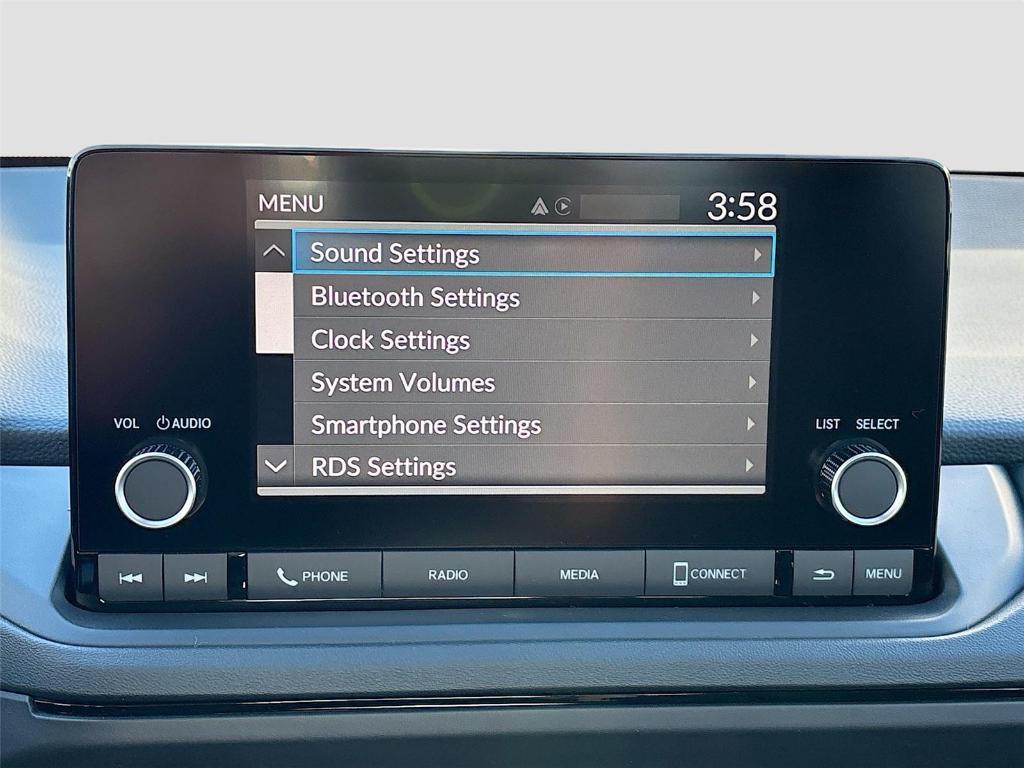 MENU 3:58
Sound Settings
Bluetooth Settings
Clock Settings
System Volumes
Smartphone Settings
RDS Settings
VOL AUDIO
LIST SELECT
PHONE RADIO MEDIA CONNECT MENU